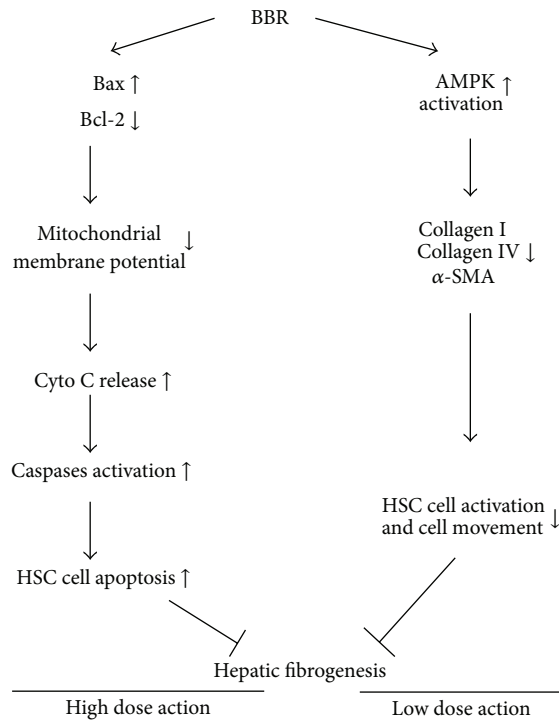 BBR
Bax ↑
Bcl-2 ↓
Mitochondrial
membrane potential ↓
Cyto C release ↑
Caspases activation ↑
HSC cell apoptosis ↑
AMPK ↑
activation
Collagen I
Collagen IV ↓
α-SMA
HSC cell activation
and cell movement ↓
Hepatic fibrogenesis
High dose action
Low dose action